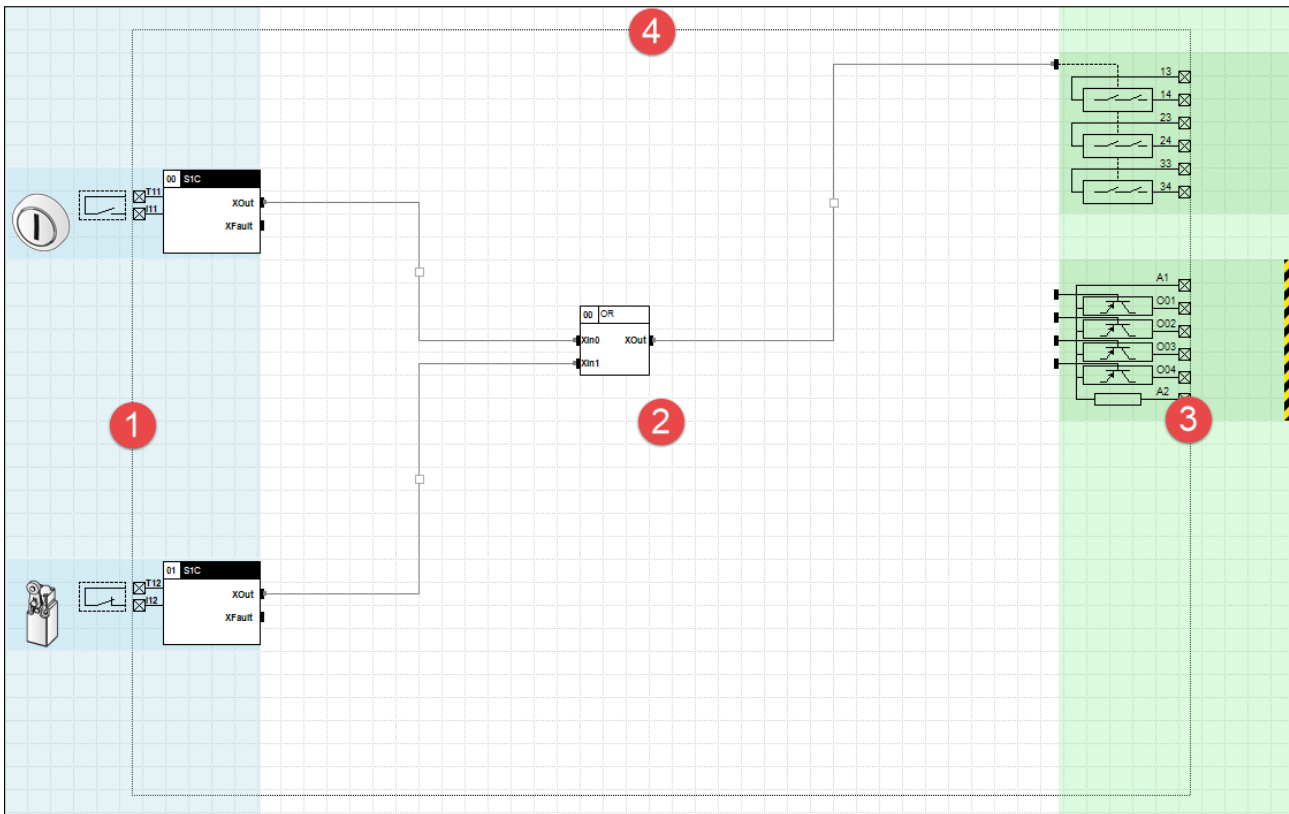 4
13
14
23
24
33
34
00 S1C
T11
I11
XOut
XFault
A1
O01
O02
O03
O04
A2
00 OR
XIn0 XOut
XIn1
1
2
3
01 S1C
T12
I12
XOut
XFault